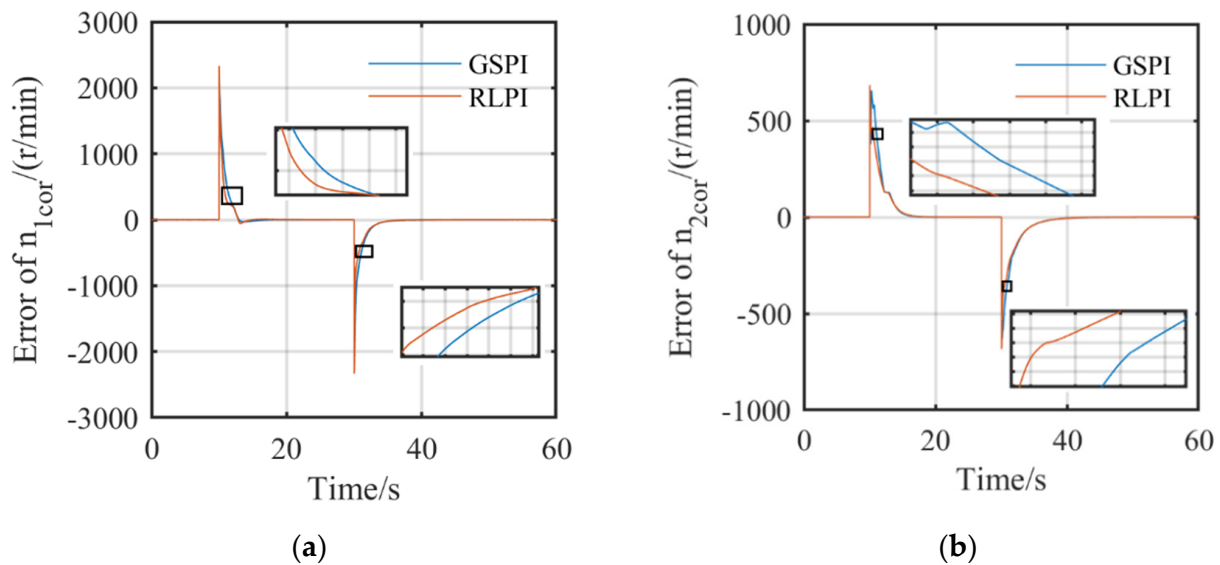 3000
2000
1000
0
-1000
-2000
-3000
Error of n1cor/(r/min)
GSPI
RLPI
0
20
40
60
Time/s
(a)
1000
500
0
-500
-1000
Error of n2cor/(r/min)
GSPI
RLPI
0
20
40
60
Time/s
(b)